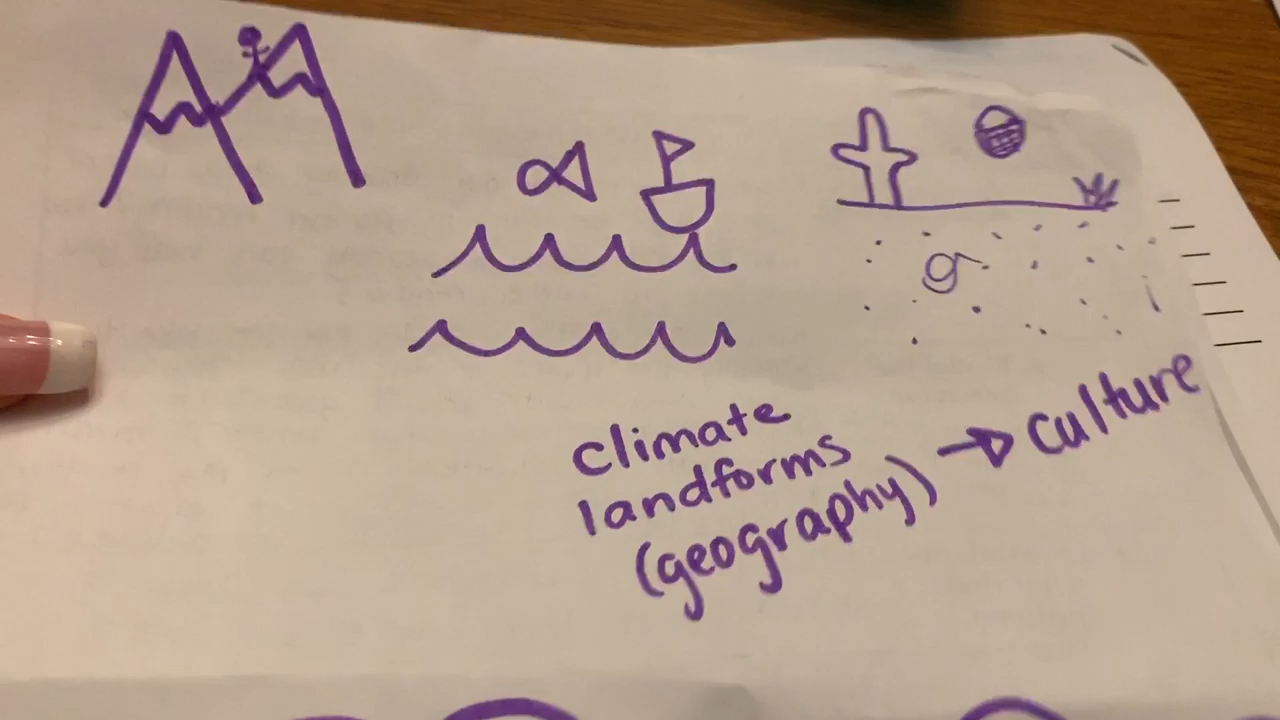 climate
landforms
(geography) → culture